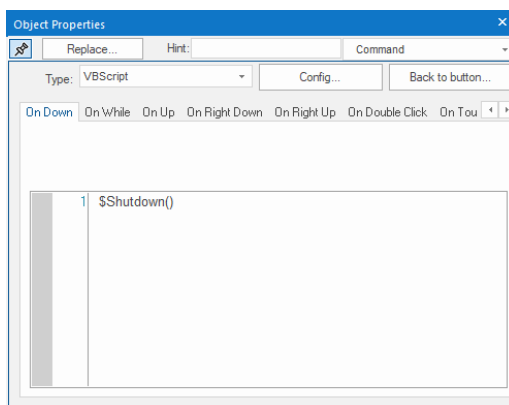 Object Properties
Replace... Hint: Command
Type: VBScript Config... Back to button...
On Down On While On Up On Right Down On Right Up On Double Click On Tou
1 $Shutdown()